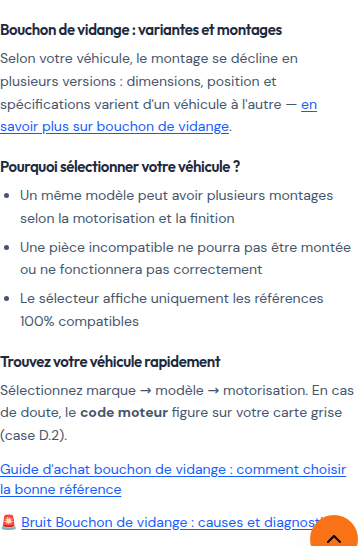 Bouchon de vidange : variantes et montages
Selon votre véhicule, le montage se décline en
plusieurs versions : dimensions, position et
spécifications varient d'un véhicule à l'autre — en
savoir plus sur bouchon de vidange.
Pourquoi sélectionner votre véhicule ?
• Un même modèle peut avoir plusieurs montages
selon la motorisation et la finition
• Une pièce incompatible ne pourra pas être montée
ou ne fonctionnera pas correctement
• Le sélecteur affiche uniquement les références
100% compatibles
Trouvez votre véhicule rapidement
Sélectionnez marque → modèle → motorisation. En cas
de doute, le code moteur figure sur votre carte grise
(case D.2).
Guide d'achat bouchon de vidange : comment choisir
la bonne référence
🚨 Bruit Bouchon de vidange : causes et